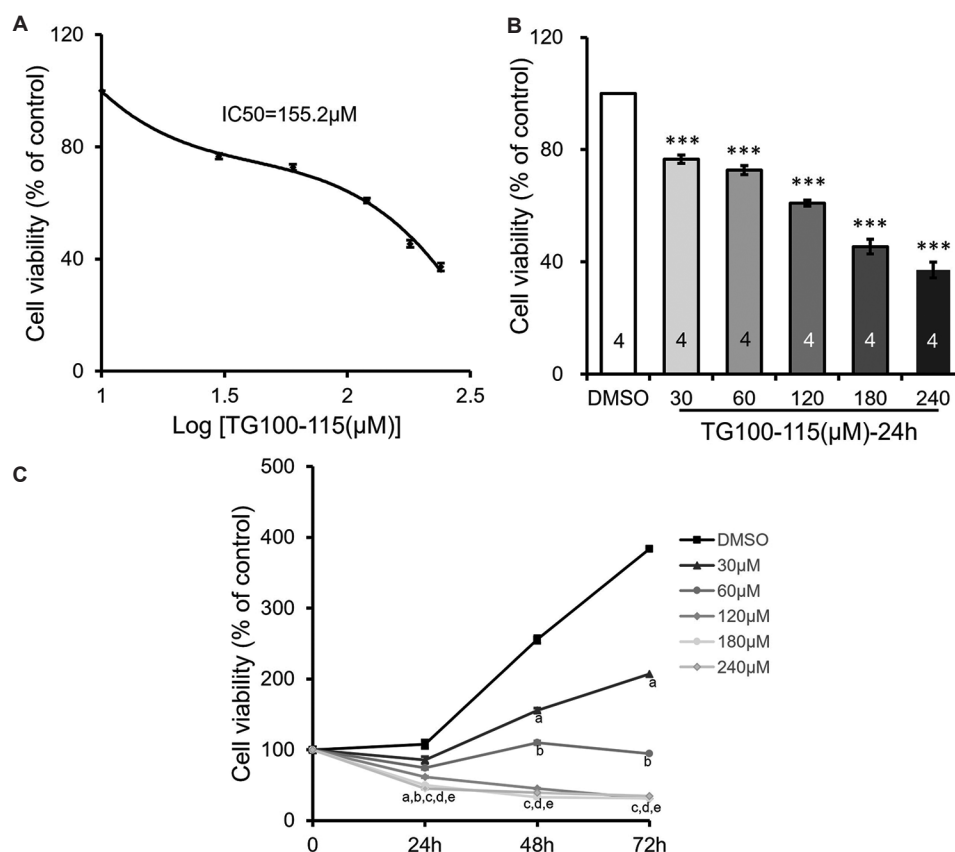 A
120
80
40
0
Cell viability (% of control)
IC50=155.2μM
1
1.5
2
2.5
Log [TG100-115(μM)]
B
120
80
40
0
Cell viability (% of control)
***
***
***
***
***
4
4
4
4
4
4
DMSO
30
60
120
180
240
TG100-115(μM)-24h
C
500
400
300
200
100
0
Cell viability (% of control)
a,b,c,d,e
a
b
c,d,e
a
b
c,d,e
0
24h
48h
72h
DMSO
30μM
60μM
120μM
180μM
240μM